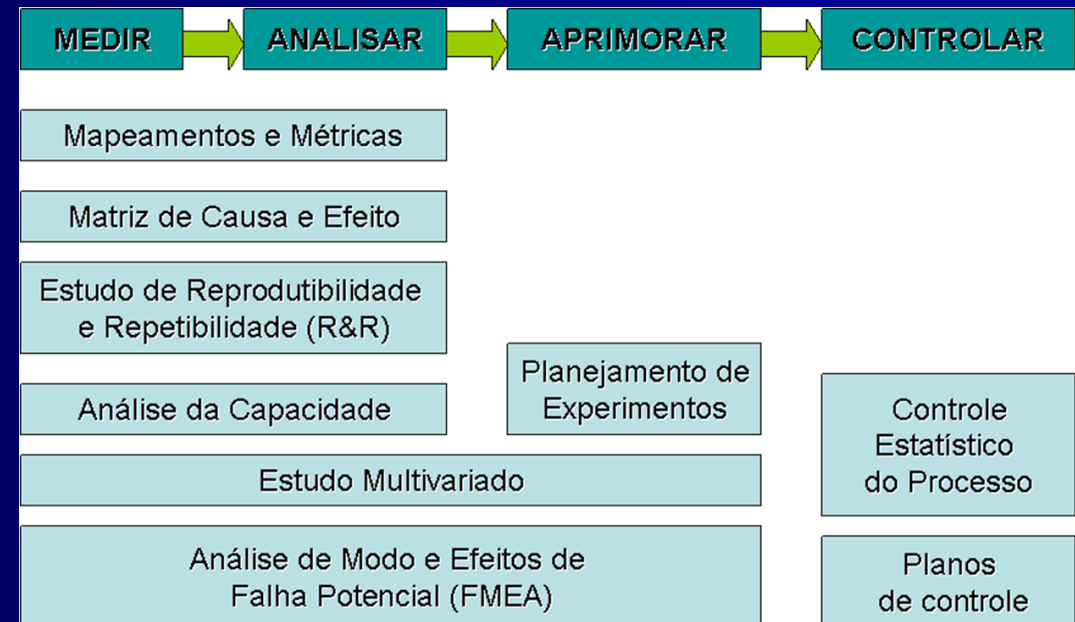 MEDIR
ANALISAR
APRIMORAR
CONTROLAR
Mapeamentos e Métricas
Matriz de Causa e Efeito
Estudo de Reprodutibilidade
e Repetibilidade (R&R)
Análise da Capacidade
Planejamento de
Experimentos
Estudo Multivariado
Análise de Modo e Efeitos de
Falha Potencial (FMEA)
Controle
Estatístico
do Processo
Planos
de controle